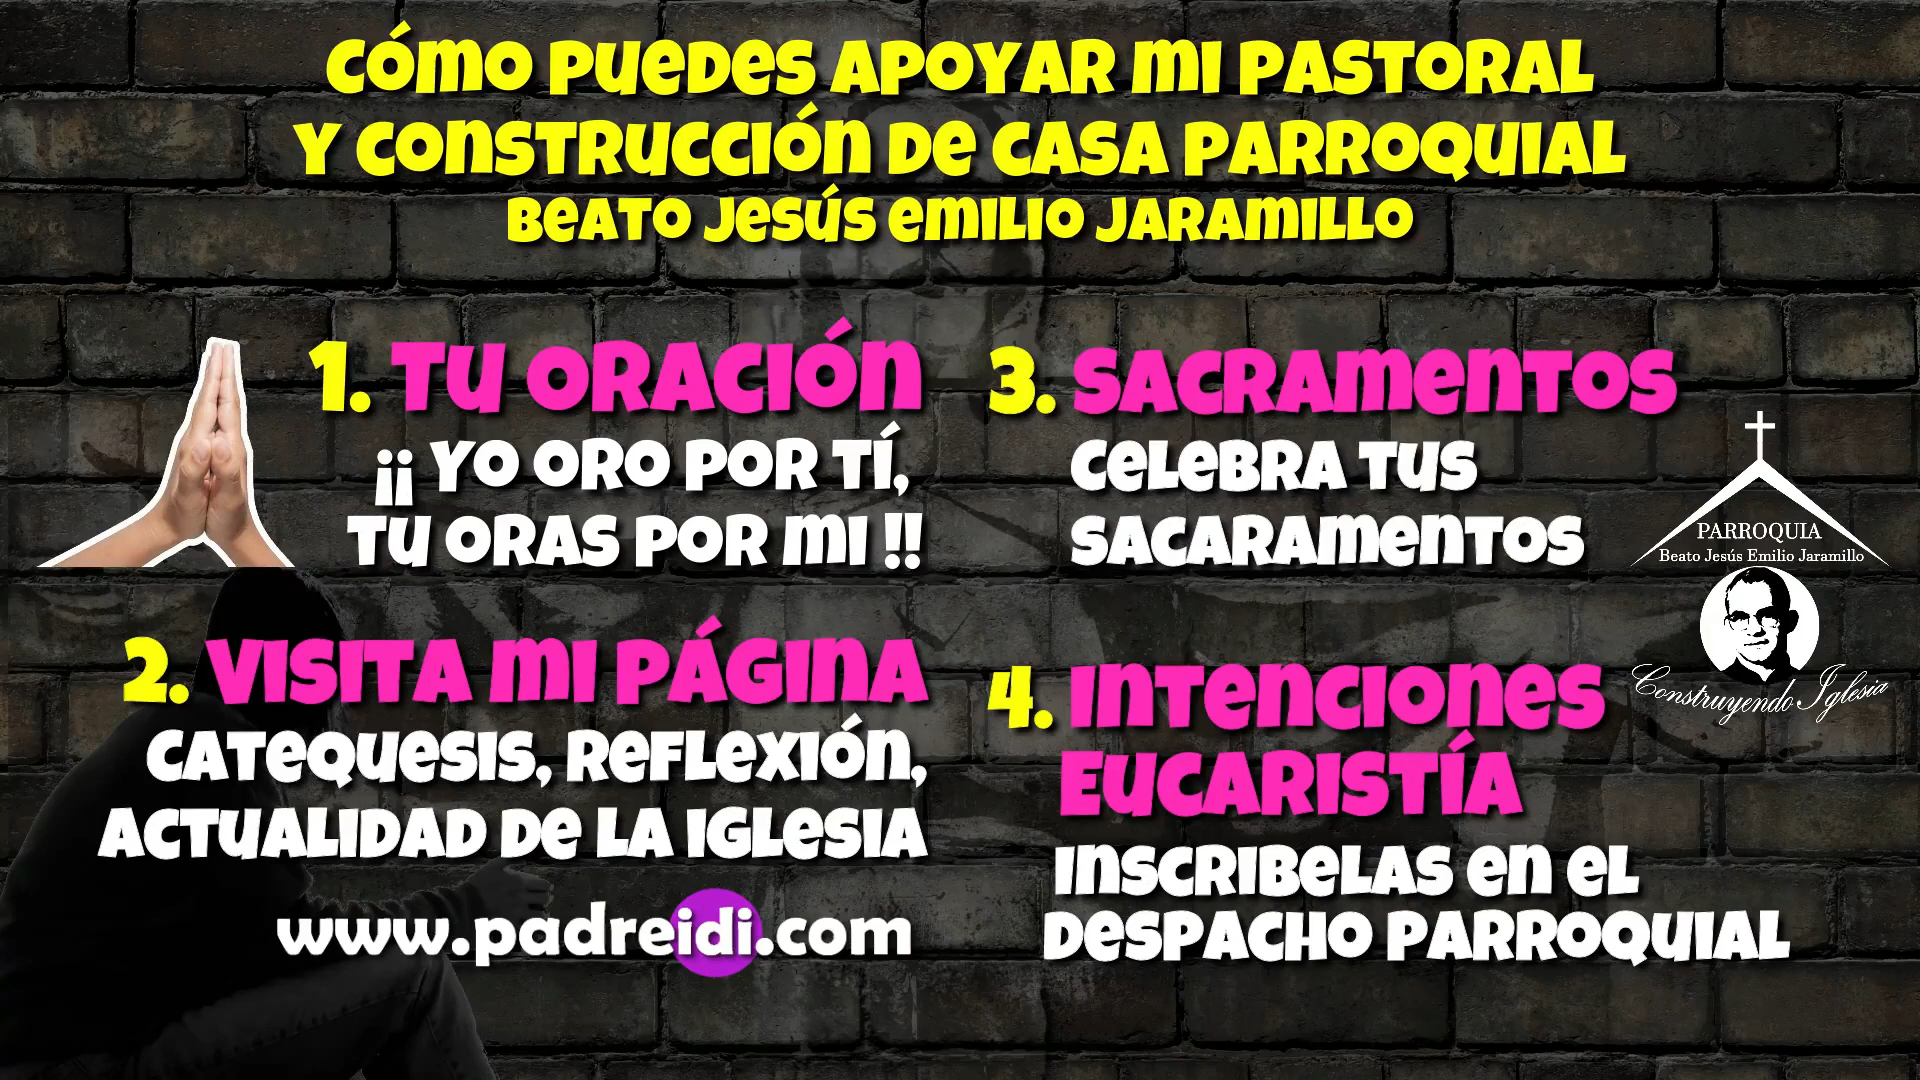 CÓMO PUEDES APOYAR MI PASTORAL
Y CONSTRUCCIÓN DE CASA PARROQUIAL
BEATO JESÚS EMILIO JARAMILLO
1. TU ORACIÓN
¡¡ YO ORO POR TÍ,
TU ORAS POR MI !!
2. VISITA MI PÁGINA
CATEQUESIS, REFLEXIÓN,
ACTUALIDAD DE LA IGLESIA
www.padreidi.com
3. SACRAMENTOS
CELEBRA TUS
SACARAMENTOS
4. INTENCIONES
EUCARISTÍA
INSCRIBELAS EN EL
DESPACHO PARROQUIAL
PARROQUIA
Beato Jesús Emilio Jaramillo
Construyendo Iglesia